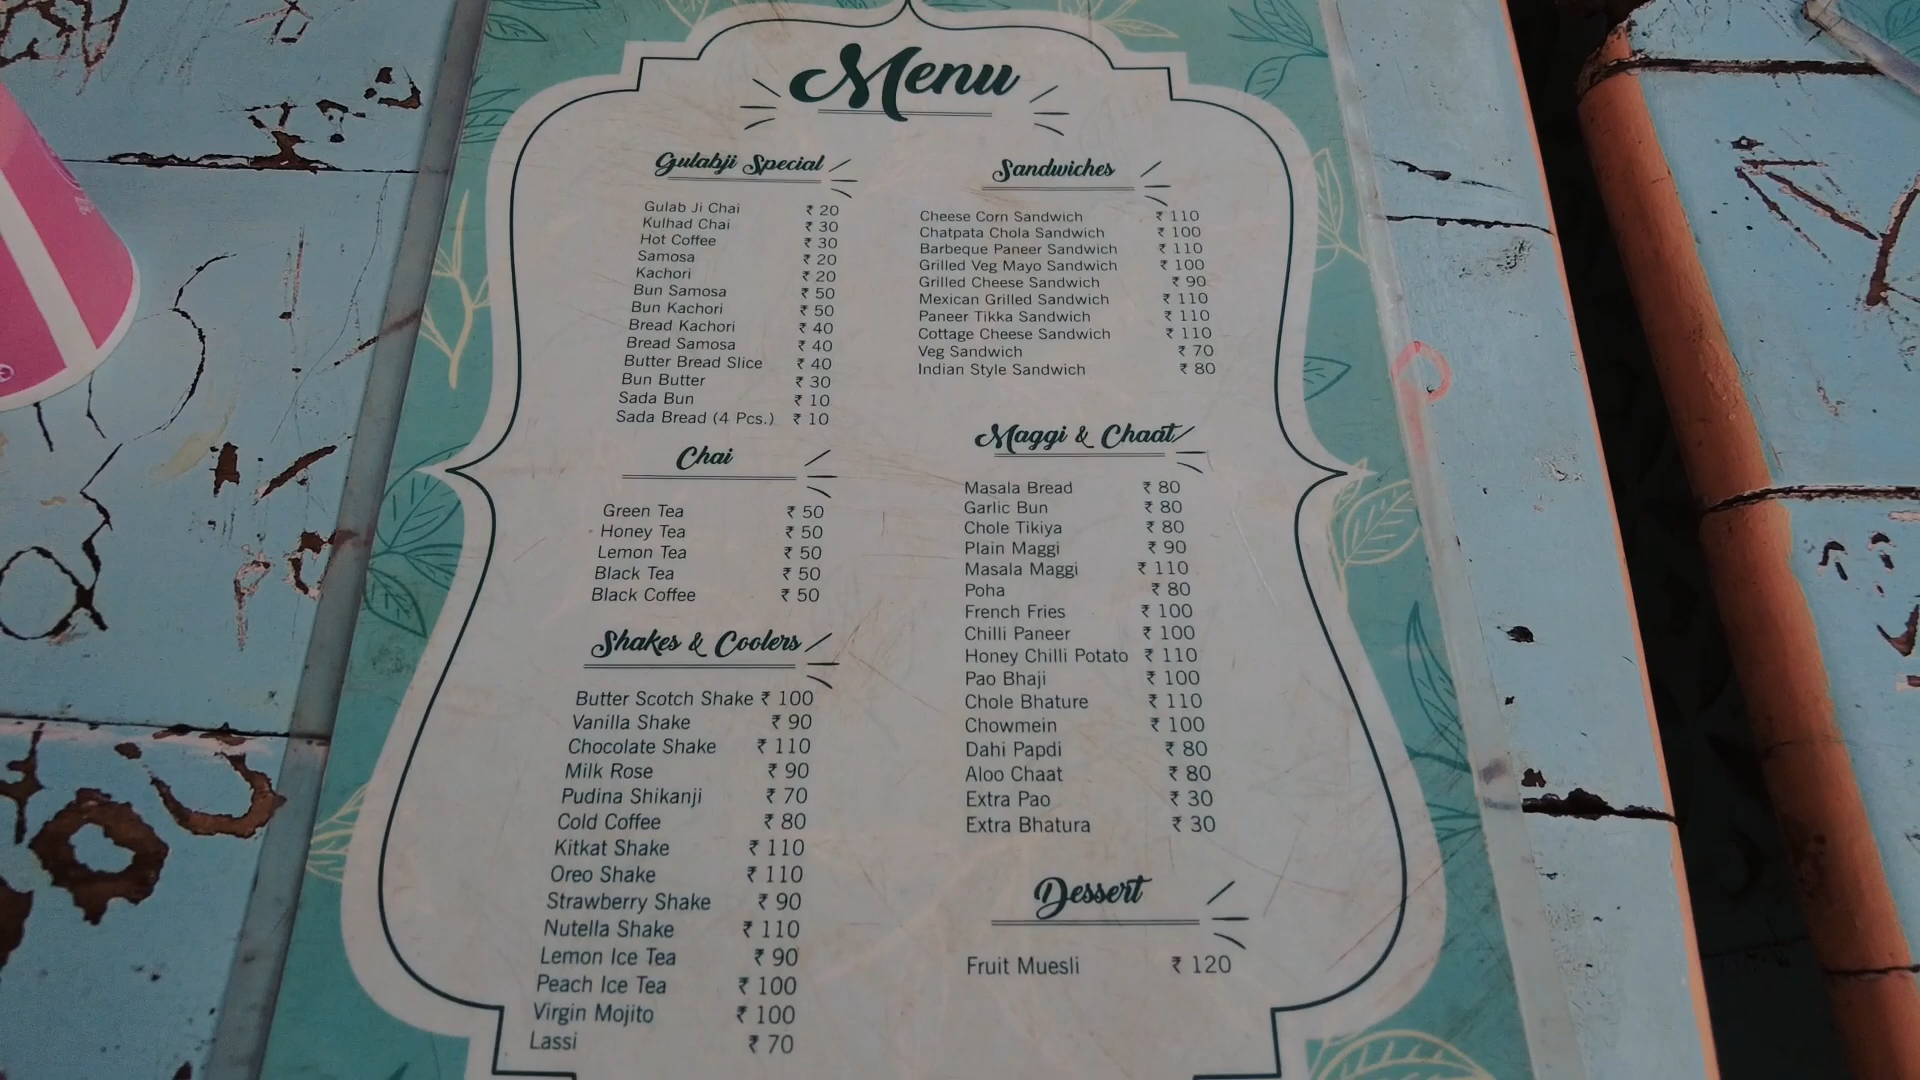 Menu
Gulabji Special
Gulab Ji Chai ₹ 20
Kulhad Chai ₹ 30
Hot Coffee ₹ 30
Samosa ₹ 20
Kachori ₹ 20
Bun Samosa ₹ 50
Bun Kachori ₹ 50
Bread Kachori ₹ 40
Bread Samosa ₹ 40
Butter Bread Slice ₹ 40
Bun Butter ₹ 30
Sada Bun ₹ 10
Sada Bread (4 Pcs.) ₹ 10
Chai
Green Tea ₹ 50
Honey Tea ₹ 50
Lemon Tea ₹ 50
Black Tea ₹ 50
Black Coffee ₹ 50
Shakes & Coolers
Butter Scotch Shake ₹ 100
Vanilla Shake ₹ 90
Chocolate Shake ₹ 110
Milk Rose ₹ 90
Pudina Shikanji ₹ 70
Cold Coffee ₹ 80
Kitkat Shake ₹ 110
Oreo Shake ₹ 110
Strawberry Shake ₹ 90
Nutella Shake ₹ 110
Lemon Ice Tea ₹ 90
Peach Ice Tea ₹ 100
Virgin Mojito ₹ 100
Lassi ₹ 70
Sandwiches
Cheese Corn Sandwich ₹ 110
Chatpata Chola Sandwich ₹ 100
Barbeque Paneer Sandwich ₹ 110
Grilled Veg Mayo Sandwich ₹ 100
Grilled Cheese Sandwich ₹ 90
Mexican Grilled Sandwich ₹ 110
Paneer Tikka Sandwich ₹ 110
Cottage Cheese Sandwich ₹ 110
Veg Sandwich ₹ 70
Indian Style Sandwich ₹ 80
Maggi & Chaat
Masala Bread ₹ 80
Garlic Bun ₹ 80
Chole Tikiya ₹ 80
Plain Maggi ₹ 90
Masala Maggi ₹ 110
Poha ₹ 80
French Fries ₹ 100
Chilli Paneer ₹ 100
Honey Chilli Potato ₹ 110
Pao Bhaji ₹ 100
Chole Bhature ₹ 110
Chowmein ₹ 100
Dahi Papdi ₹ 80
Aloo Chaat ₹ 80
Extra Pao ₹ 30
Extra Bhatura ₹ 30
Dessert
Fruit Muesli ₹ 120